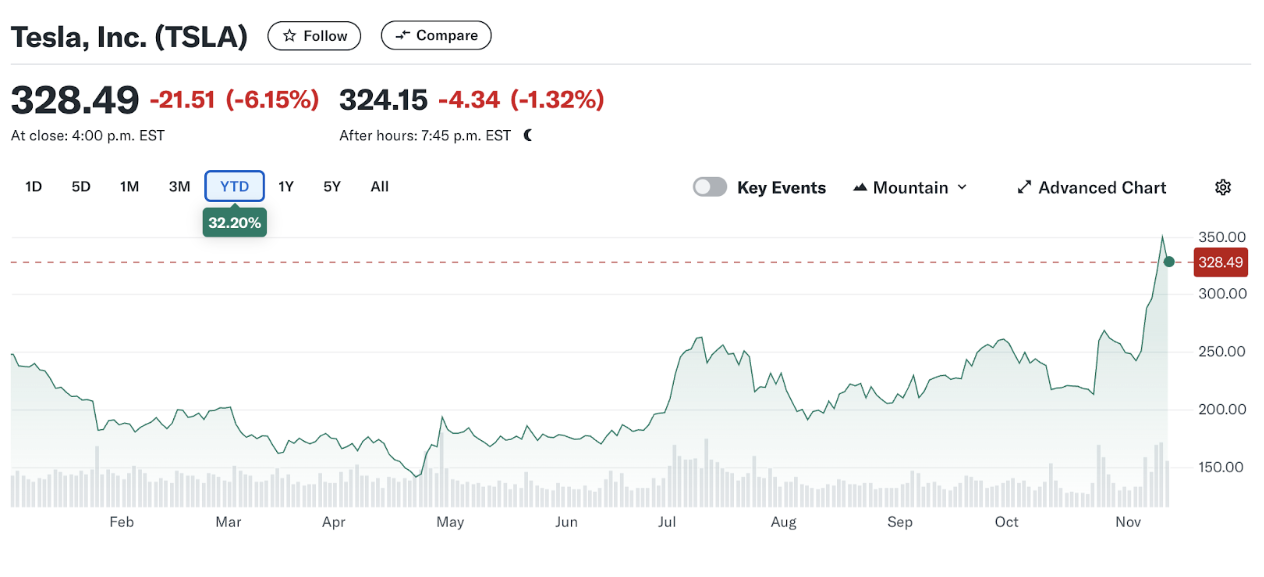 Tesla, Inc. (TSLA) Follow Compare
328.49 -21.51 (-6.15%) 324.15 -4.34 (-1.32%)
At close: 4:00 p.m. EST After hours: 7:45 p.m. EST
1D 5D 1M 3M YTD 1Y 5Y All Key Events Mountain Advanced Chart
32.20%
350.00
328.49
300.00
250.00
200.00
150.00
Feb Mar Apr May Jun Jul Aug Sep Oct Nov